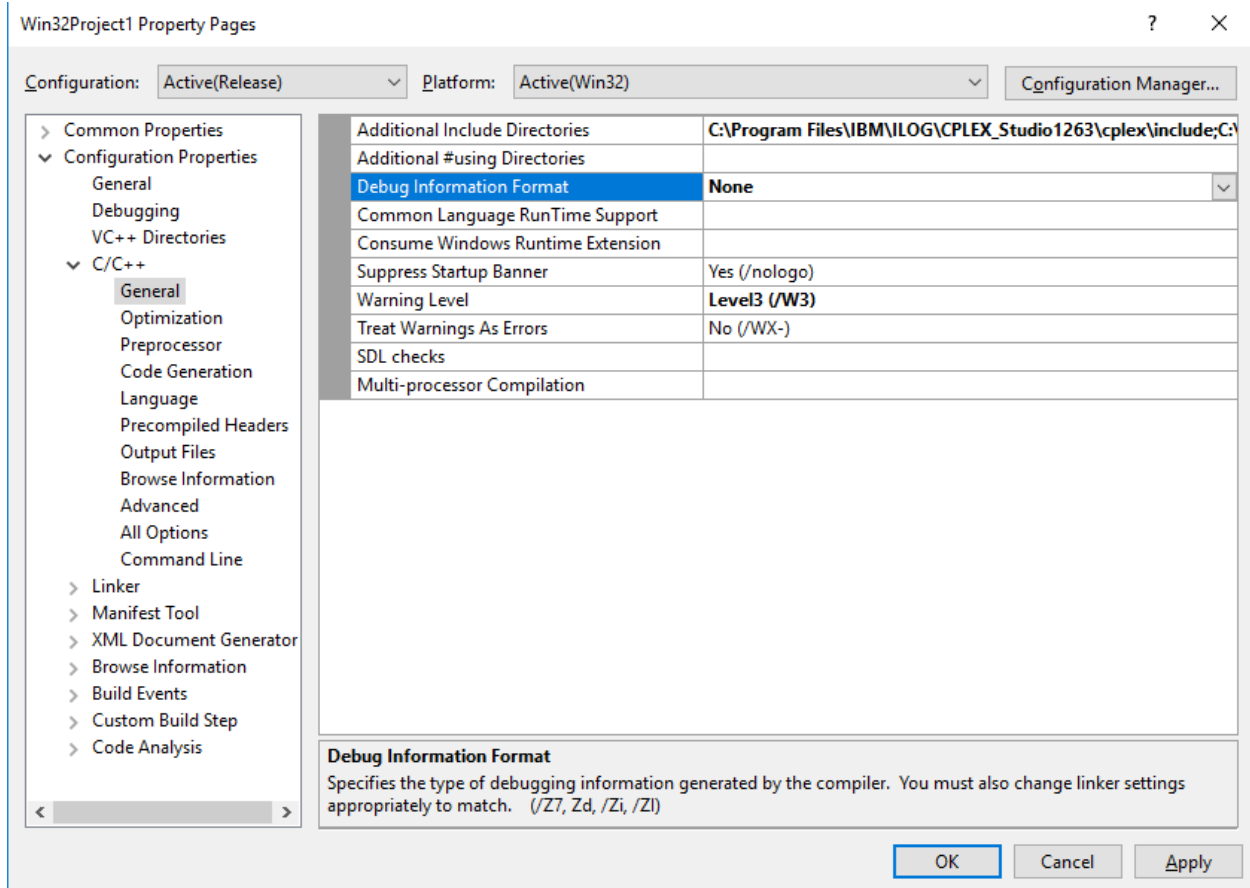 Win32Project1 Property Pages
?
Configuration: Active(Release) Platform: Active(Win32) Configuration Manager...
Common Properties
Configuration Properties
General
Debugging
VC++ Directories
C/C++
General
Optimization
Preprocessor
Code Generation
Language
Precompiled Headers
Output Files
Browse Information
Advanced
All Options
Command Line
Linker
Manifest Tool
XML Document Generator
Browse Information
Build Events
Custom Build Step
Code Analysis
Additional Include Directories C:\Program Files\IBM\ILOG\CPLEX_Studio1263\cplex\include;C:\
Additional #using Directories
Debug Information Format None
Common Language RunTime Support
Consume Windows Runtime Extension
Suppress Startup Banner Yes (/nologo)
Warning Level Level3 (/W3)
Treat Warnings As Errors No (/WX-)
SDL checks
Multi-processor Compilation
Debug Information Format
Specifies the type of debugging information generated by the compiler.  You must also change linker settings
appropriately to match.    (/Z7, Zd, /Zi, /ZI)
OK Cancel Apply